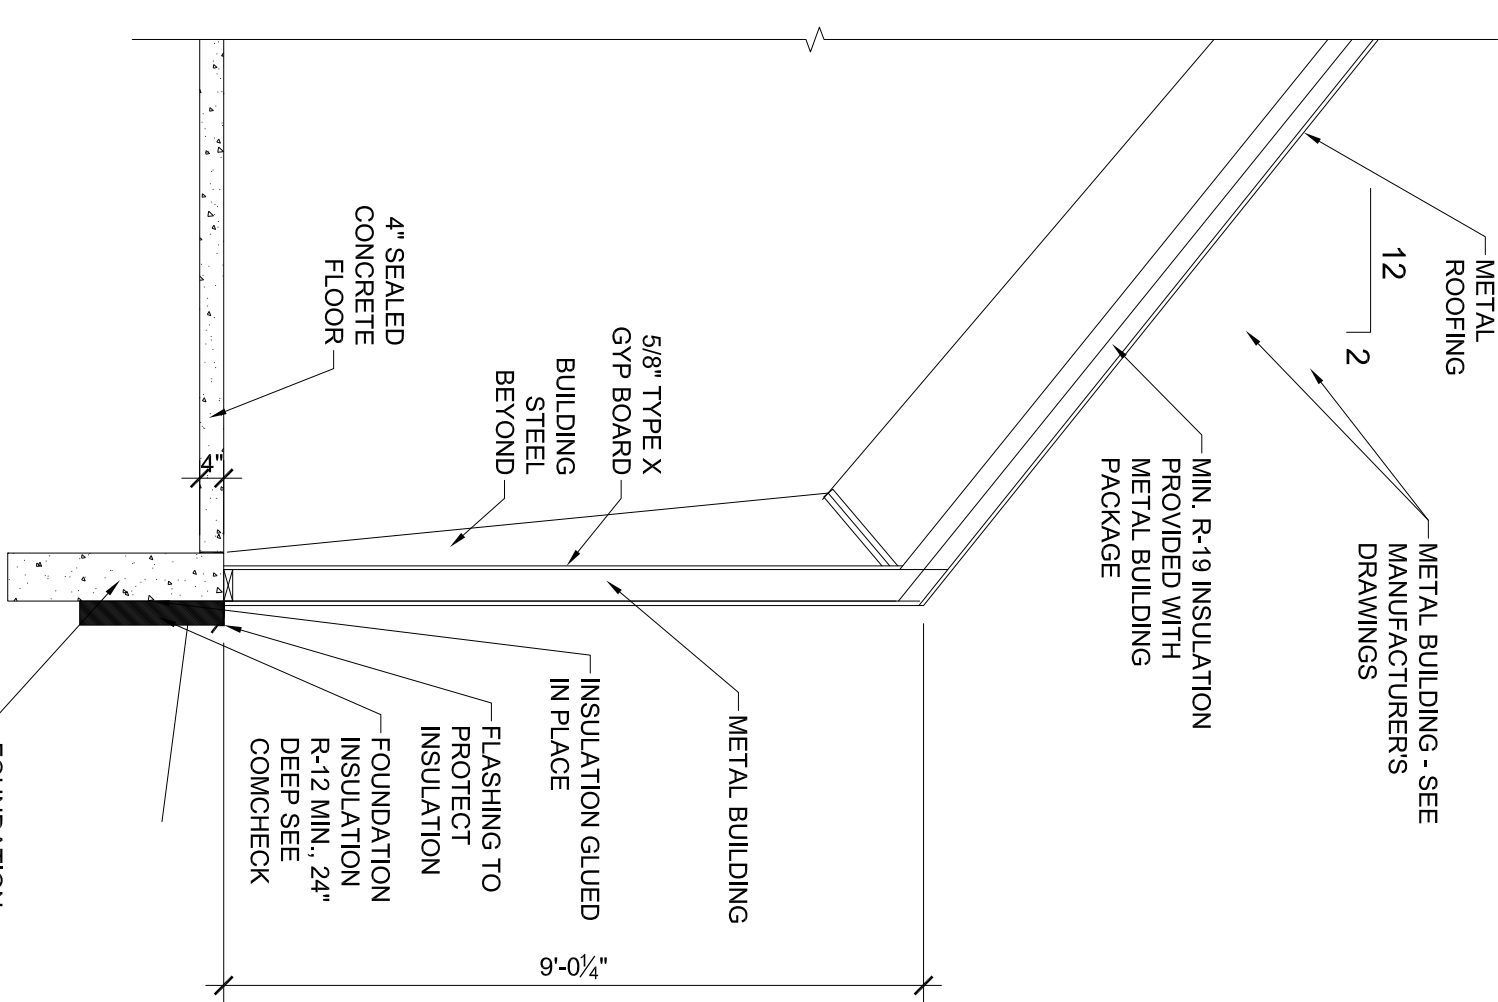 METAL
ROOFING
12
2
METAL BUILDING - SEE
MANUFACTURER'S
DRAWINGS
MIN. R-19 INSULATION
PROVIDED WITH
METAL BUILDING
PACKAGE
5/8" TYPE X
GYP BOARD
BUILDING
STEEL
BEYOND
4" SEALED
CONCRETE
FLOOR
4"
METAL BUILDING
INSULATION GLUED
IN PLACE
FLASHING TO
PROTECT
INSULATION
FOUNDATION
INSULATION
R-12 MIN., 24"
DEEP SEE
COMCHECK
9'-0¼"